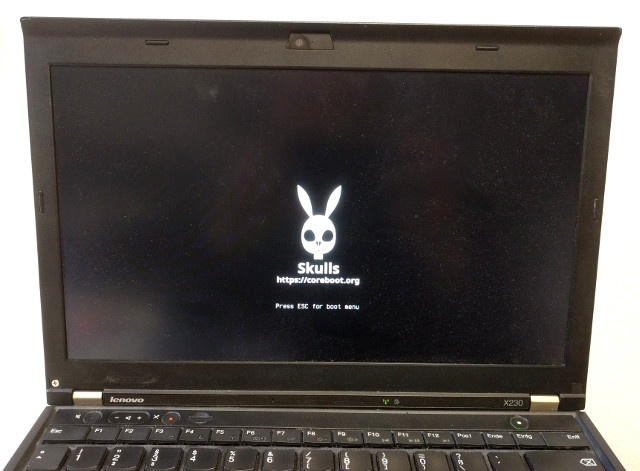 Skulls
https://coreboot.org
Press ESC for boot menu
lenovo
X230
Esc F1 F2 F3 F4 F5 F6 F7 F8 F9 F10 F11 F12 Pos1 Ende Einfg Entf